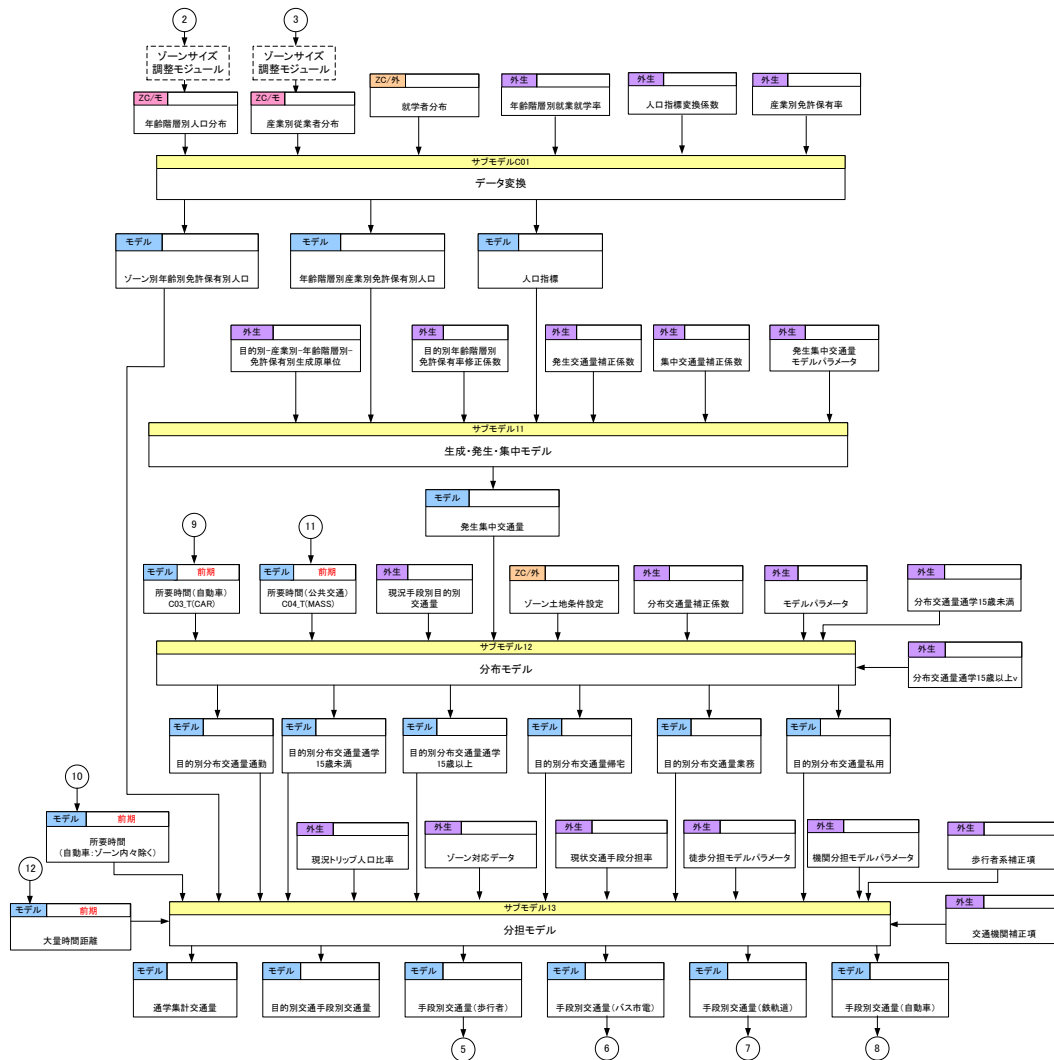 2
3
ゾーンサイズ
調整モジュール
ゾーンサイズ
調整モジュール
ZC/モ
年齢階層別人口分布
ZC/モ
産業別従業者分布
ZC/外
就学者分布
外生
年齢階層別就業就学率
外生
人口指標変換係数
外生
産業別免許保有率
サブモデルC01
データ変換
モデル
ゾーン別年齢別免許保有別人口
モデル
年齢階層別産業別免許保有別人口
モデル
人口指標
外生
目的別-産業別-年齢階層別-
免許保有別生成原単位
外生
目的別年齢階層別
免許保有率修正係数
外生
発生交通量補正係数
外生
集中交通量補正係数
外生
発生集中交通量
モデルパラメータ
サブモデル11
生成・発生・集中モデル
モデル
発生集中交通量
9
11
モデル 前期
所要時間(自動車)
C03_T(CAR)
モデル 前期
所要時間(公共交通)
C04_T(MASS)
外生
現況手段別目的別
交通量
ZC/外
ゾーン土地条件設定
外生
分布交通量補正係数
外生
モデルパラメータ
外生
分布交通量通学15歳未満
サブモデル12
分布モデル
外生
分布交通量通学15歳以上v
モデル
目的別分布交通量通勤
モデル
目的別分布交通量通学
15歳未満
モデル
目的別分布交通量通学
15歳以上
モデル
目的別分布交通量帰宅
モデル
目的別分布交通量業務
モデル
目的別分布交通量私用
10
モデル 前期
所要時間
(自動車:ゾーン内々除く)
外生
現況トリップ人口比率
外生
ゾーン対応データ
外生
現状交通手段分担率
外生
徒歩分担モデルパラメータ
外生
機関分担モデルパラメータ
外生
歩行者系補正項
12
モデル 前期
大量時間距離
サブモデル13
分担モデル
外生
交通機関補正項
モデル
通学集計交通量
モデル
目的別交通手段別交通量
モデル
手段別交通量(歩行者)
モデル
手段別交通量(バス市電)
モデル
手段別交通量(鉄軌道)
モデル
手段別交通量(自動車)
5
6
7
8